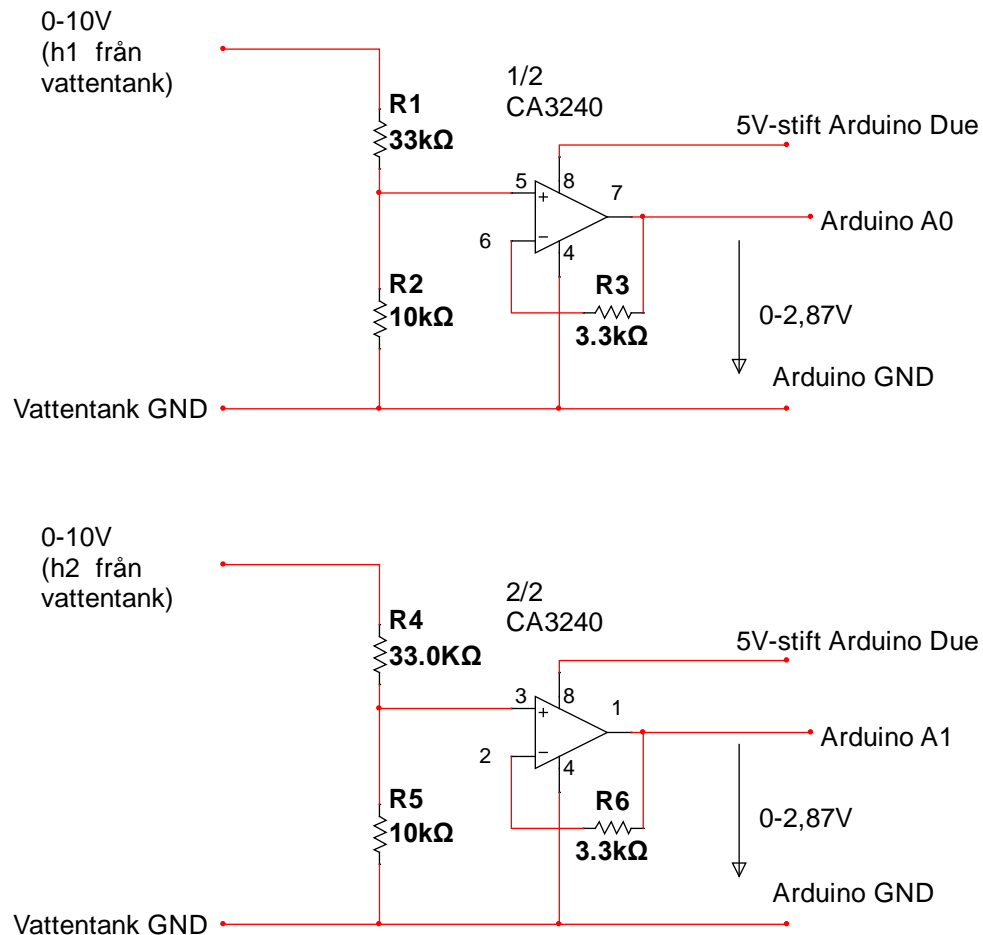 0-10V
(h1 från
vattentank)
1/2
CA3240
R1
33kΩ
5V-stift Arduino Due
5
8
7
+
Arduino A0
6
−
4
R2
10kΩ
R3
3.3kΩ
0-2,87V
Arduino GND
Vattentank GND
0-10V
(h2 från
vattentank)
2/2
CA3240
R4
33.0KΩ
5V-stift Arduino Due
3
8
1
+
Arduino A1
2
−
4
R5
10kΩ
R6
3.3kΩ
0-2,87V
Arduino GND
Vattentank GND